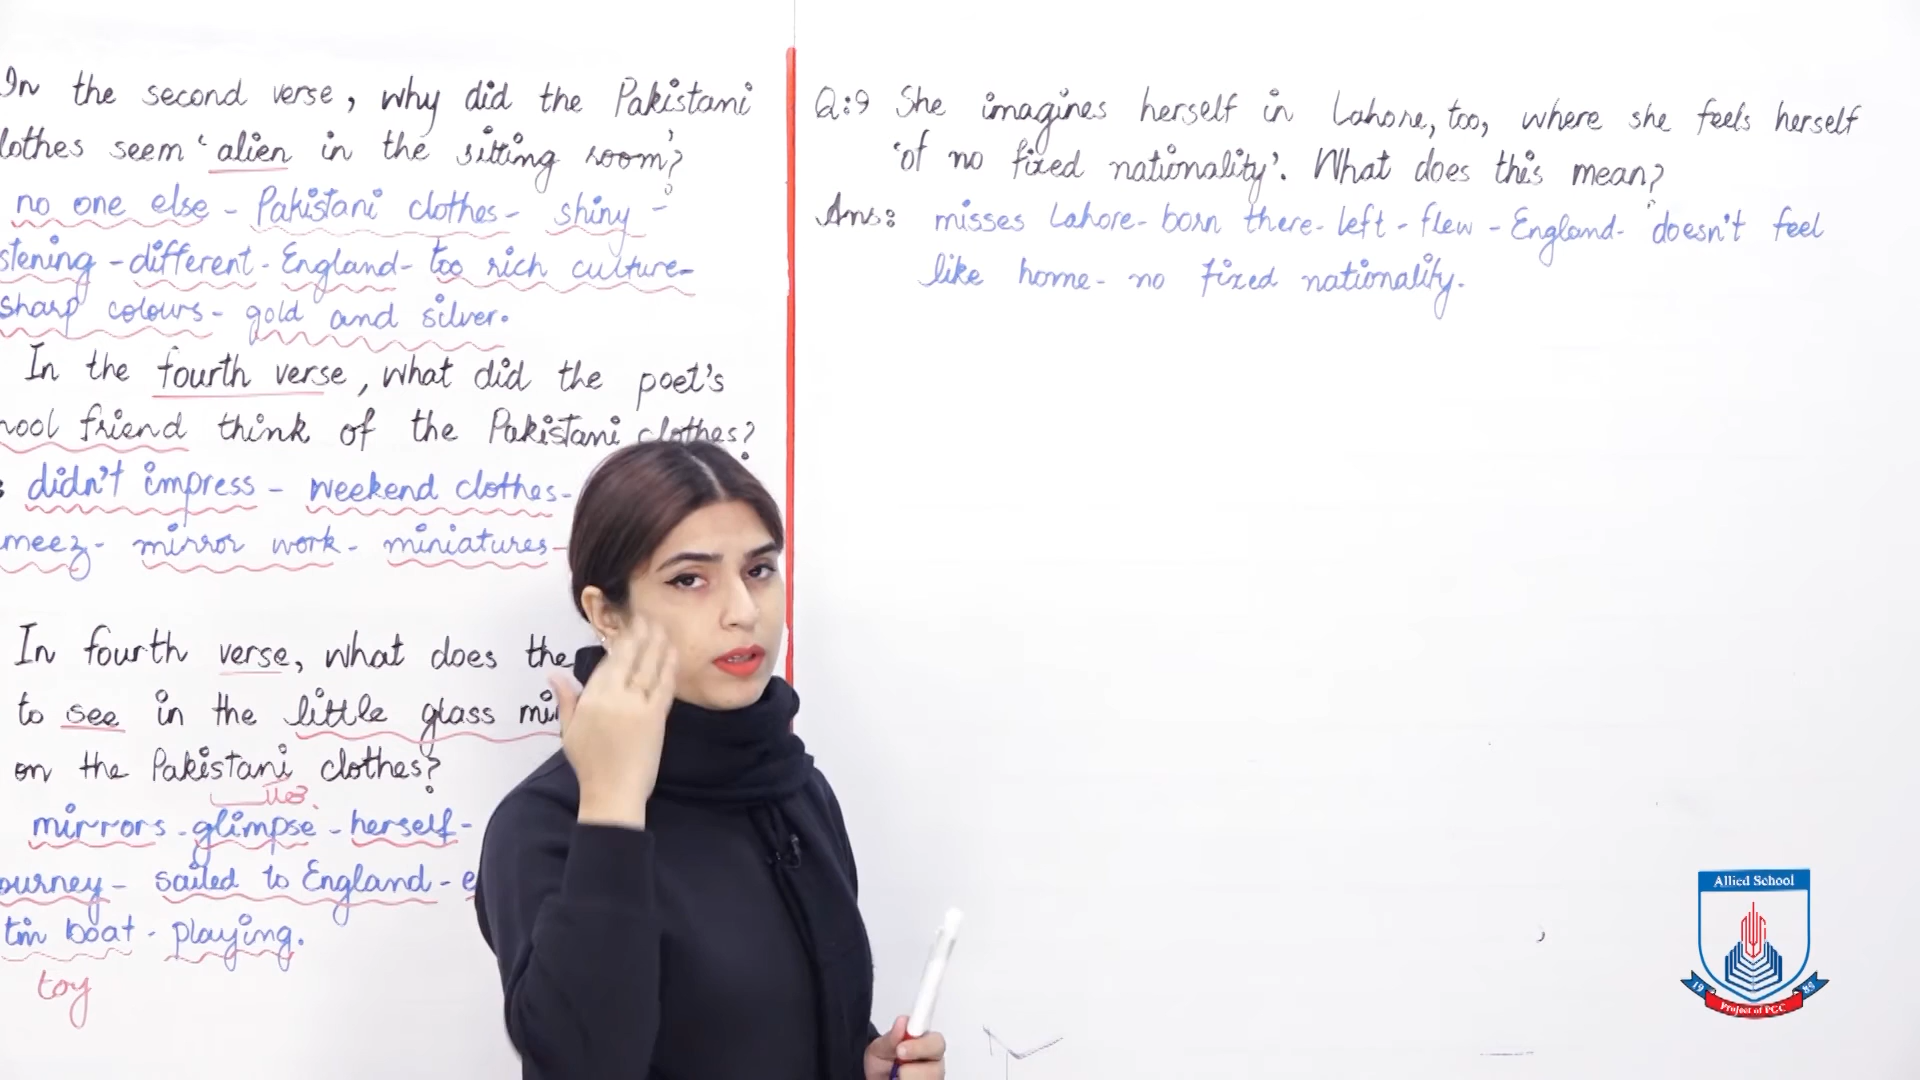 In the second verse, why did the Pakistani
lothes seem 'alien in the sitting room?
no one else - Pakistani clothes - shiny -
stening - different - England - too rich culture -
sharp colours - gold and silver.
In the fourth verse, what did the poet's
hool friend think of the Pakistani clothes?
didn't impress - weekend clothes -
meez - mirror work - miniatures -
In fourth verse, what does the
to see in the little glass mi
on the Pakistani clothes?
mirrors - glimpse - herself -
ourney - sailed to England - e
tin boat - playing.
toy
Q:9 She imagines herself in Lahore, too, where she feels herself
'of no fixed nationality'. What does this mean?
Ans: misses Lahore - born there - left - flew - England - doesn't feel
like home - no fixed nationality.
Allied School
19 85
Project of PGC